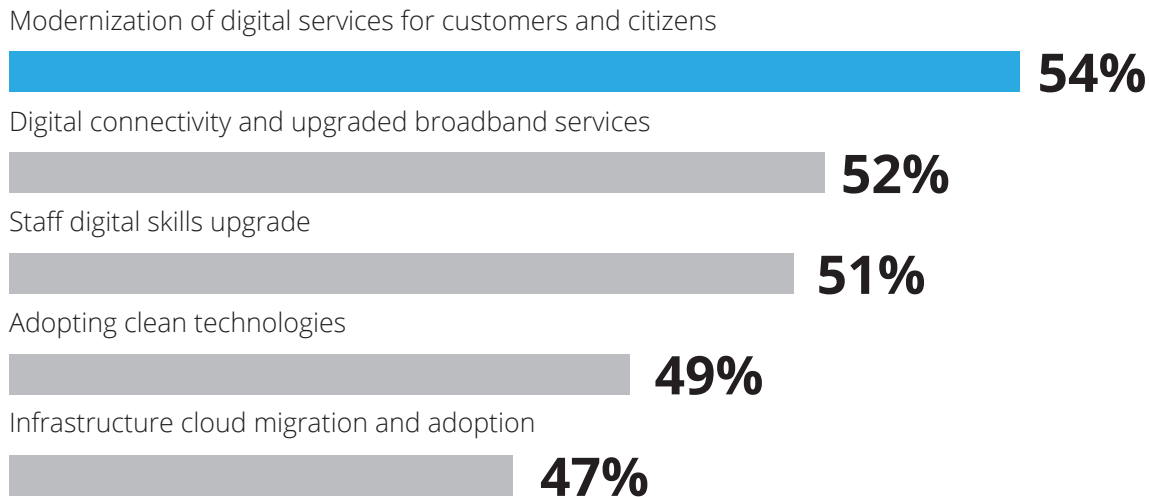 Modernization of digital services for customers and citizens
54%
Digital connectivity and upgraded broadband services
52%
Staff digital skills upgrade
51%
Adopting clean technologies
49%
Infrastructure cloud migration and adoption
47%